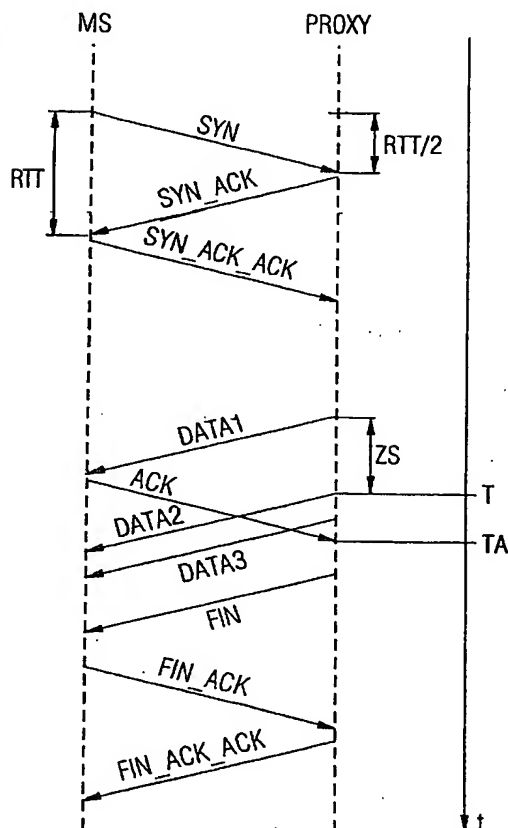 MS PROXY
SYN
RTT/2
RTT
SYN_ACK
SYN_ACK_ACK
DATA1
ZS
ACK
T
DATA2
TA
DATA3
FIN
FIN_ACK
FIN_ACK_ACK
t